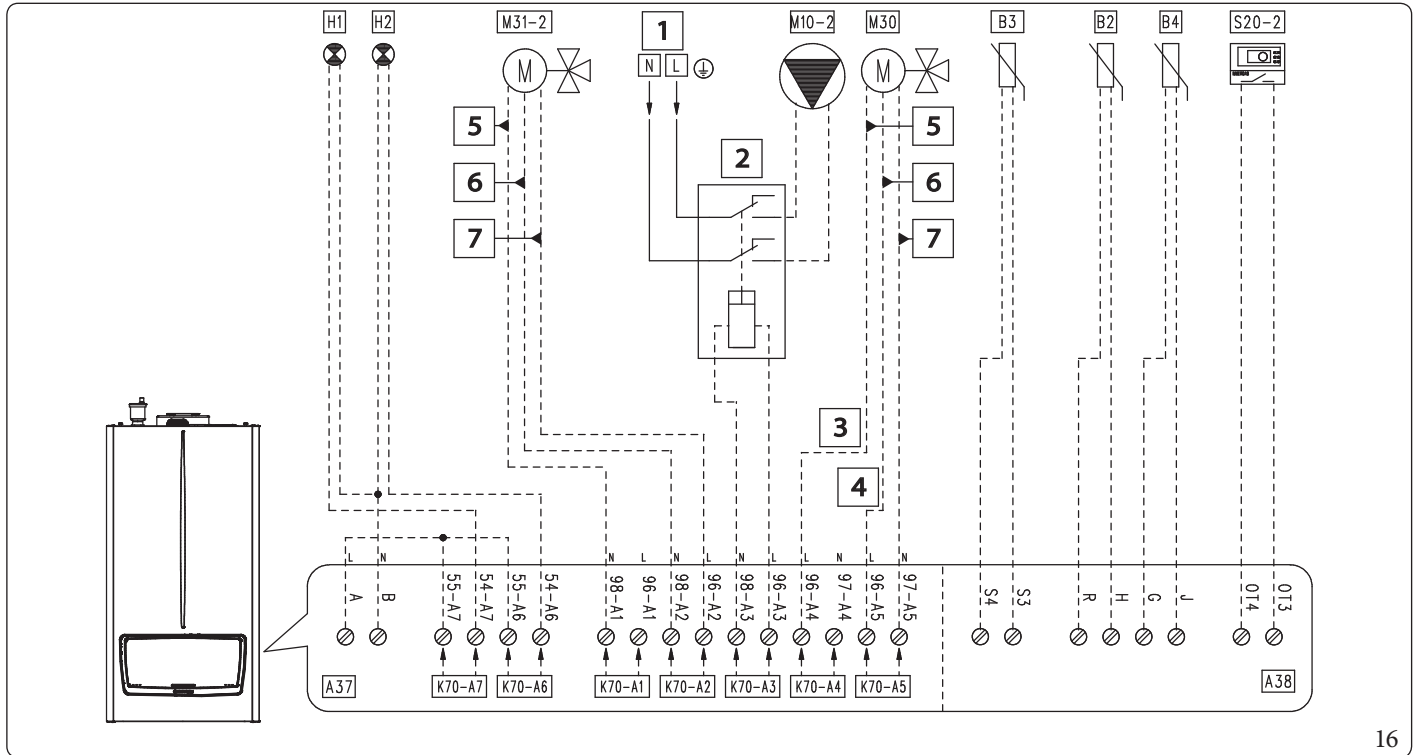 H1 H2 M31-2 1 M10-2 M30 B3 B2 B4 S20-2
N L
M M
5 5
2
6 6
7 7
3
4
L N N L N L N L L N L N
A B 55-A7 54-A7 55-A6 54-A6 98-A1 96-A1 98-A2 96-A2 98-A3 96-A3 96-A4 97-A4 96-A5 97-A5 S4 S3 R H G J OT4 OT3
A37 K70-A7 K70-A6 K70-A1 K70-A2 K70-A3 K70-A4 K70-A5 A38
16